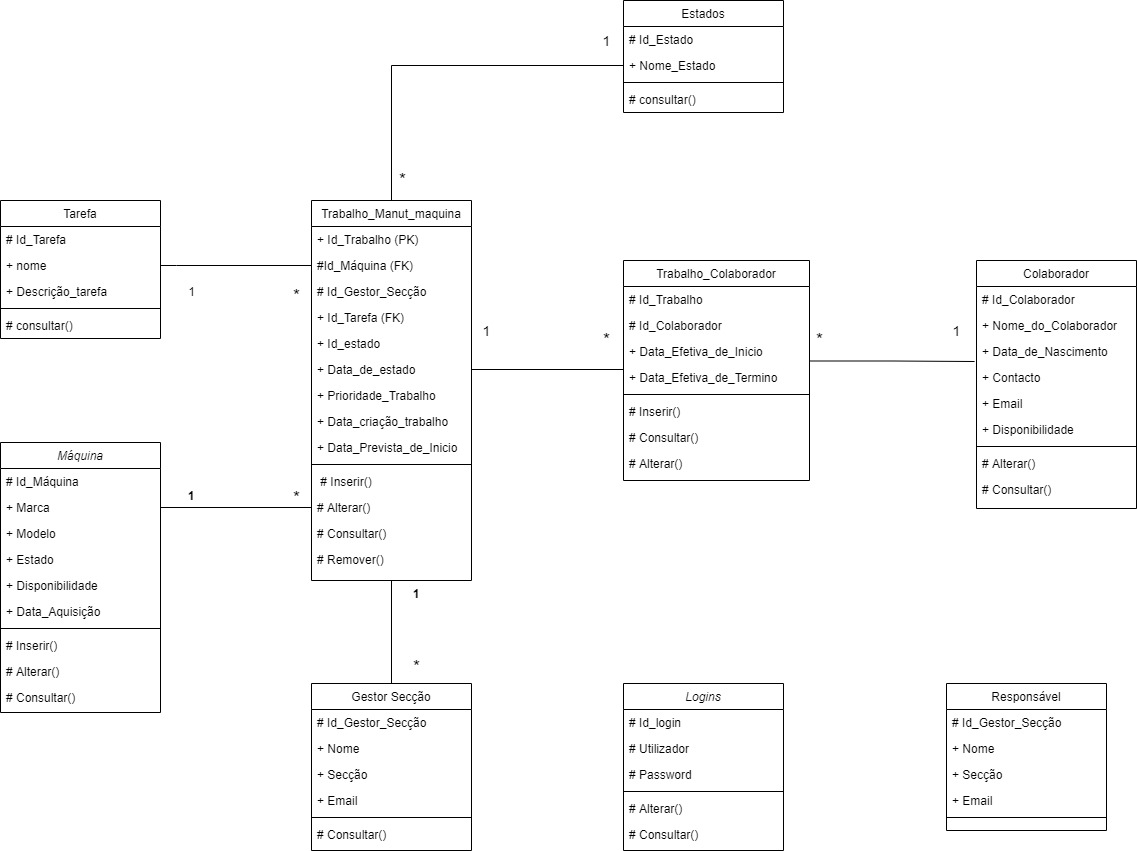 Estados
# Id_Estado
+ Nome_Estado
# consultar()
1
*
Tarefa
# Id_Tarefa
+ nome
+ Descrição_tarefa
# consultar()
1
*
Trabalho_Manut_maquina
+ Id_Trabalho (PK)
#Id_Máquina (FK)
# Id_Gestor_Secção
+ Id_Tarefa (FK)
+ Id_estado
+ Data_de_estado
+ Prioridade_Trabalho
+ Data_criação_trabalho
+ Data_Prevista_de_Inicio
# Inserir()
# Alterar()
# Consultar()
# Remover()
1
*
Trabalho_Colaborador
# Id_Trabalho
# Id_Colaborador
+ Data_Efetiva_de_Inicio
+ Data_Efetiva_de_Termino
# Inserir()
# Consultar()
# Alterar()
*
1
Colaborador
# Id_Colaborador
+ Nome_do_Colaborador
+ Data_de_Nascimento
+ Contacto
+ Email
+ Disponibilidade
# Alterar()
# Consultar()
Máquina
# Id_Máquina
+ Marca
+ Modelo
+ Estado
+ Disponibilidade
+ Data_Aquisição
# Inserir()
# Alterar()
# Consultar()
1
*
1
*
Gestor Secção
# Id_Gestor_Secção
+ Nome
+ Secção
+ Email
# Consultar()
Logins
# Id_login
# Utilizador
# Password
# Alterar()
# Consultar()
Responsável
# Id_Gestor_Secção
+ Nome
+ Secção
+ Email